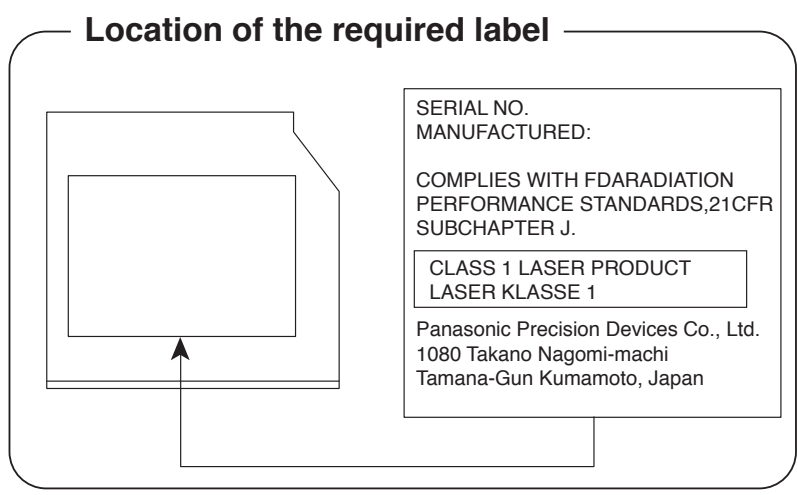 Location of the required label
SERIAL NO.
MANUFACTURED:
COMPLIES WITH FDARADIATION
PERFORMANCE STANDARDS,21CFR
SUBCHAPTER J.
CLASS 1 LASER PRODUCT
LASER KLASSE 1
Panasonic Precision Devices Co., Ltd.
1080 Takano Nagomi-machi
Tamana-Gun Kumamoto, Japan